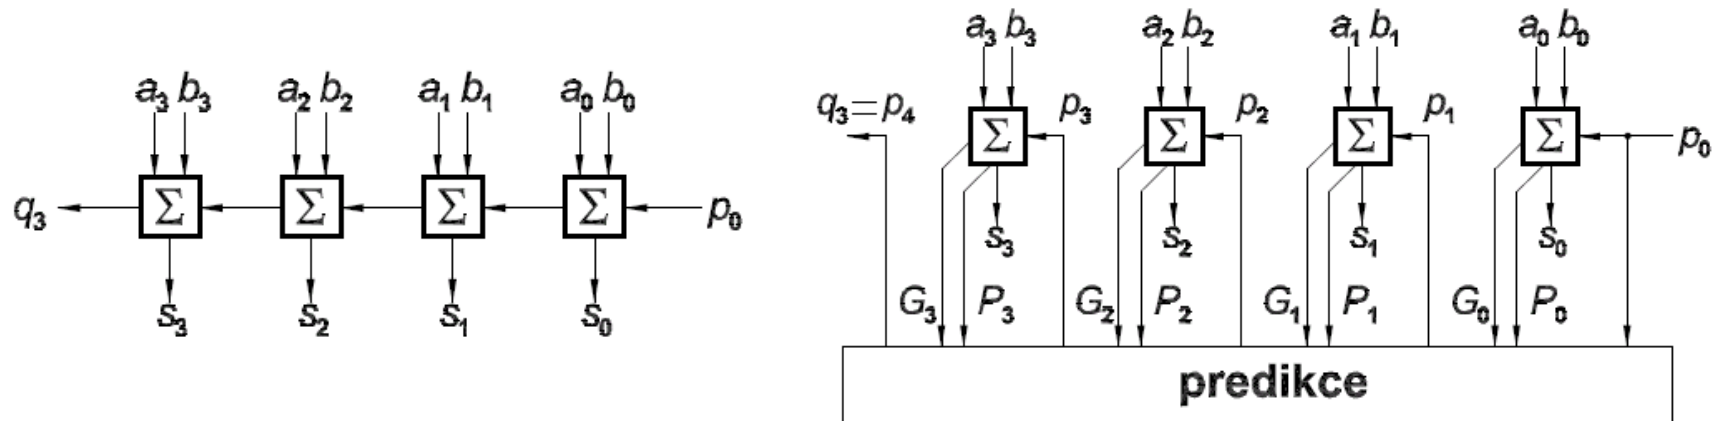 a₃ b₃ a₂ b₂ a₁ b₁ a₀ b₀
q₃ Σ Σ Σ Σ p₀
s₃ s₂ s₁ s₀
a₃ b₃ a₂ b₂ a₁ b₁ a₀ b₀
q₃=p₄ p₃ p₂ p₁
Σ Σ Σ Σ p₀
s₃ s₂ s₁ s₀
G₃ P₃ G₂ P₂ G₁ P₁ G₀ P₀
predikce